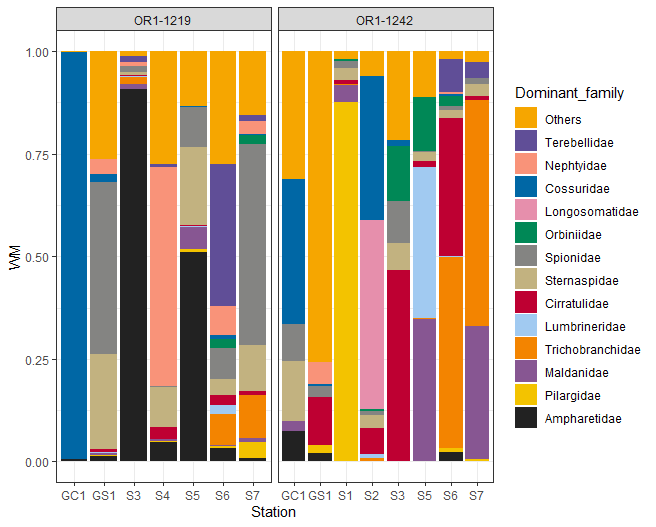 OR1-1219 OR1-1242
1.00
0.75
0.50
0.25
0.00
WM
GC1 GS1 S3 S4 S5 S6 S7 GC1 GS1 S1 S2 S3 S5 S6 S7
Station
Dominant_family
Others
Terebellidae
Nephtyidae
Cossuridae
Longosomatidae
Orbiniidae
Spionidae
Sternaspidae
Cirratulidae
Lumbrineridae
Trichobranchidae
Maldanidae
Pilargidae
Ampharetidae